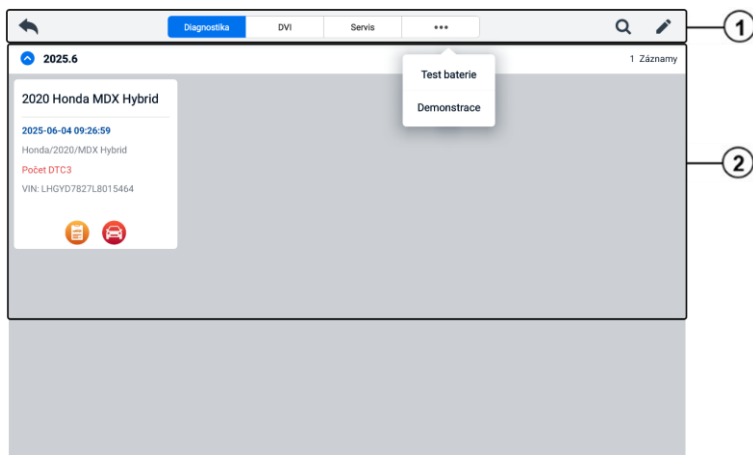 Diagnostika DVI Servis •••
1
2025.6 1 Záznamy
Test baterie
Demonstrace
2020 Honda MDX Hybrid
2025-06-04 09:26:59
Honda/2020/MDX Hybrid
Počet DTC3
VIN: LHGYD7827L8015464
2